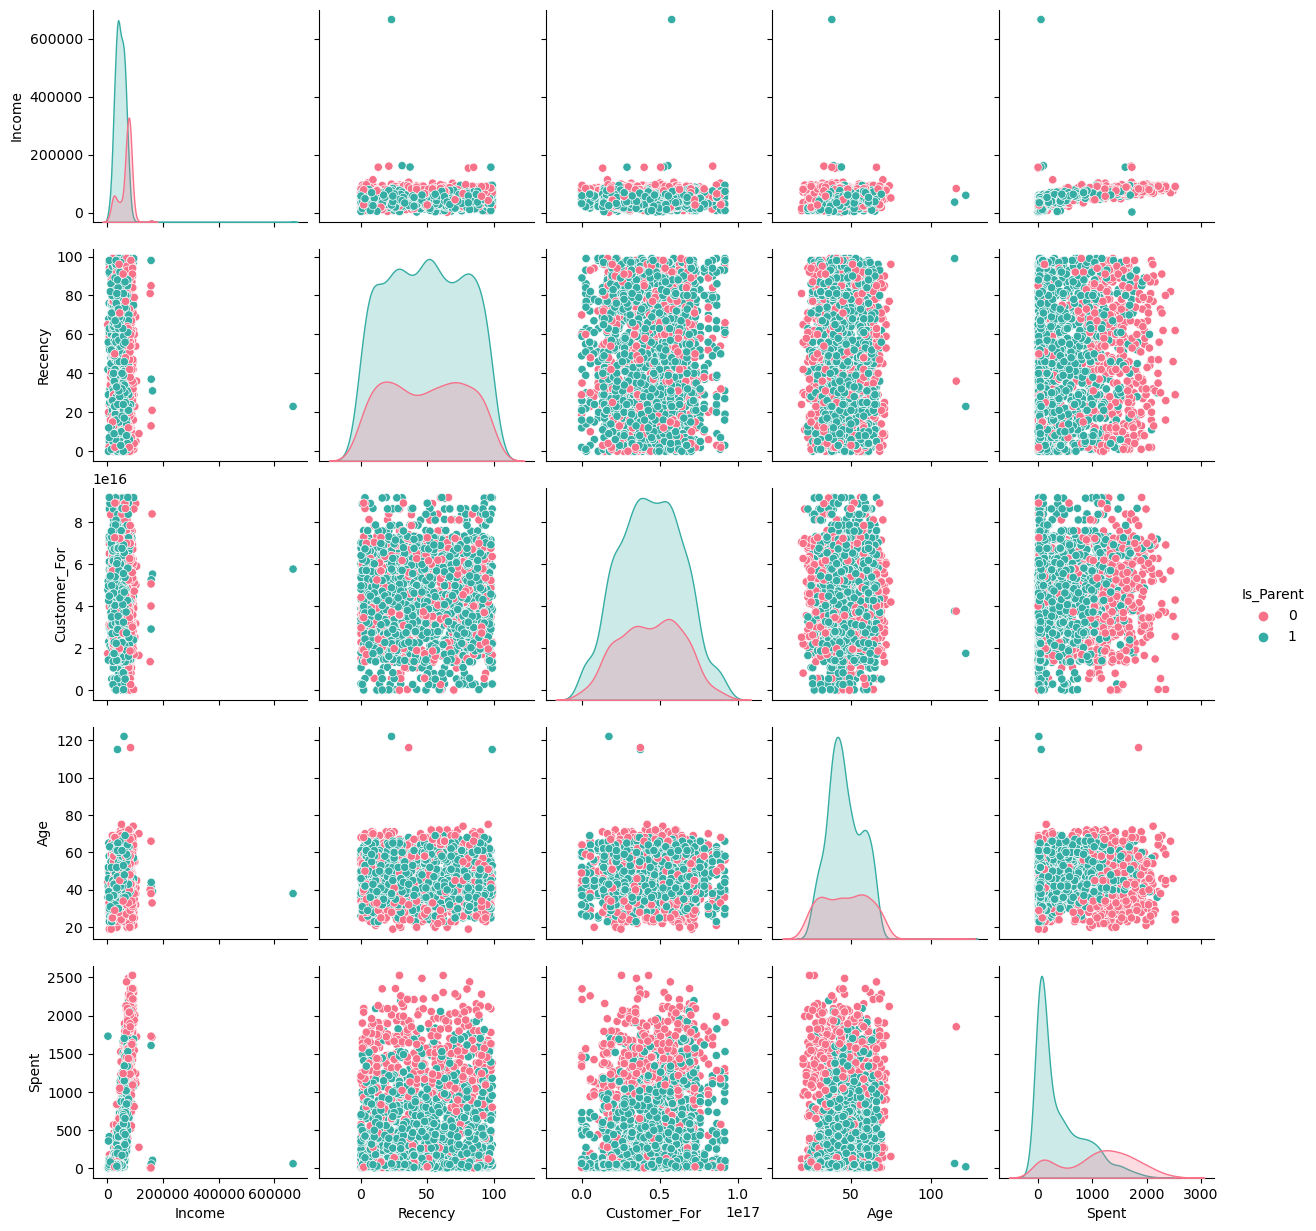 600000
400000
200000
0
Income
100
80
60
40
20
0
Recency
1e16
8
6
4
2
0
Customer_For
Is_Parent
0
1
120
100
80
60
40
20
Age
2500
2000
1500
1000
500
0
Spent
0 200000 400000 600000
0 50 100
0.0 0.5 1.0
1e17
50 100
0 1000 2000 3000
Income Recency Customer_For Age Spent